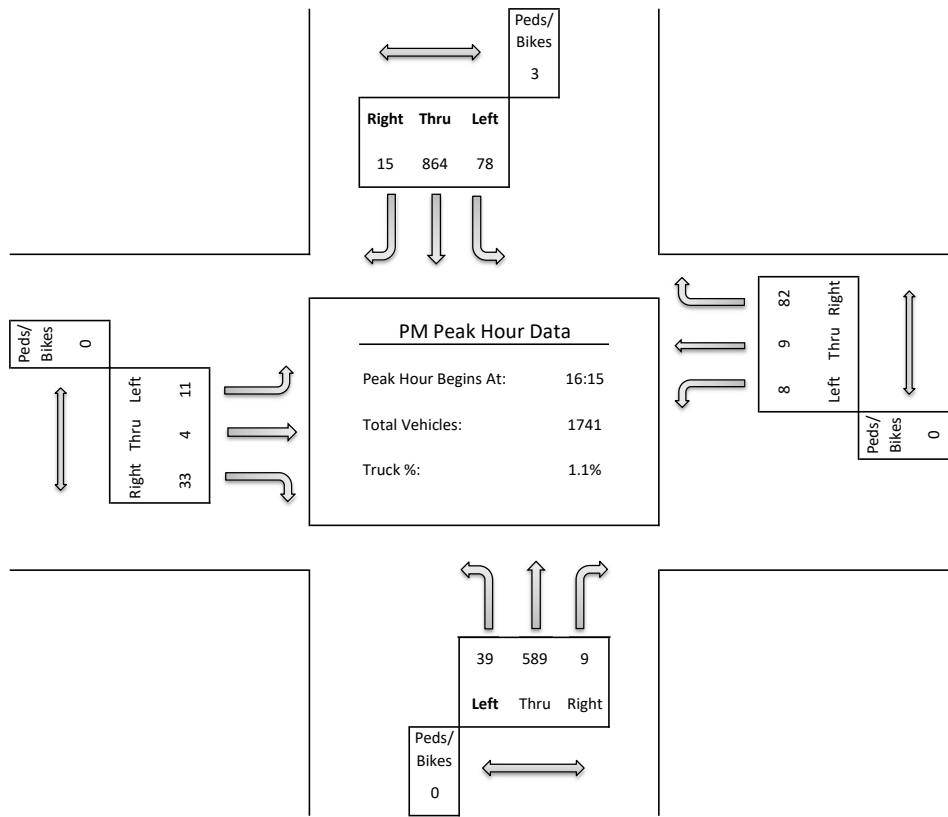 Peds/
Bikes
3
Right Thru Left
15 864 78
82 Right
9 Thru
8 Left
Peds/
Bikes
0
Peds/
Bikes
0
Left 11
Thru 4
Right 33
PM Peak Hour Data
Peak Hour Begins At: 16:15
Total Vehicles: 1741
Truck %: 1.1%
39 589 9
Left Thru Right
Peds/
Bikes
0